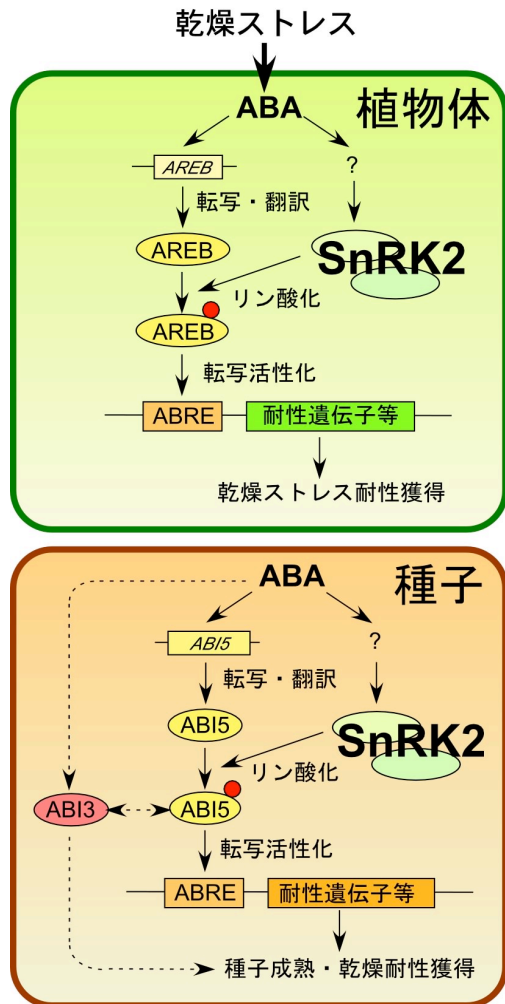 乾燥ストレス
ABA
植物体
AREB
?
転写・翻訳
AREB
SnRK2
リン酸化
AREB
転写活性化
ABRE
耐性遺伝子等
乾燥ストレス耐性獲得
ABA
種子
ABI5
?
転写・翻訳
ABI5
SnRK2
リン酸化
ABI3
ABI5
転写活性化
ABRE
耐性遺伝子等
種子成熟・乾燥耐性獲得